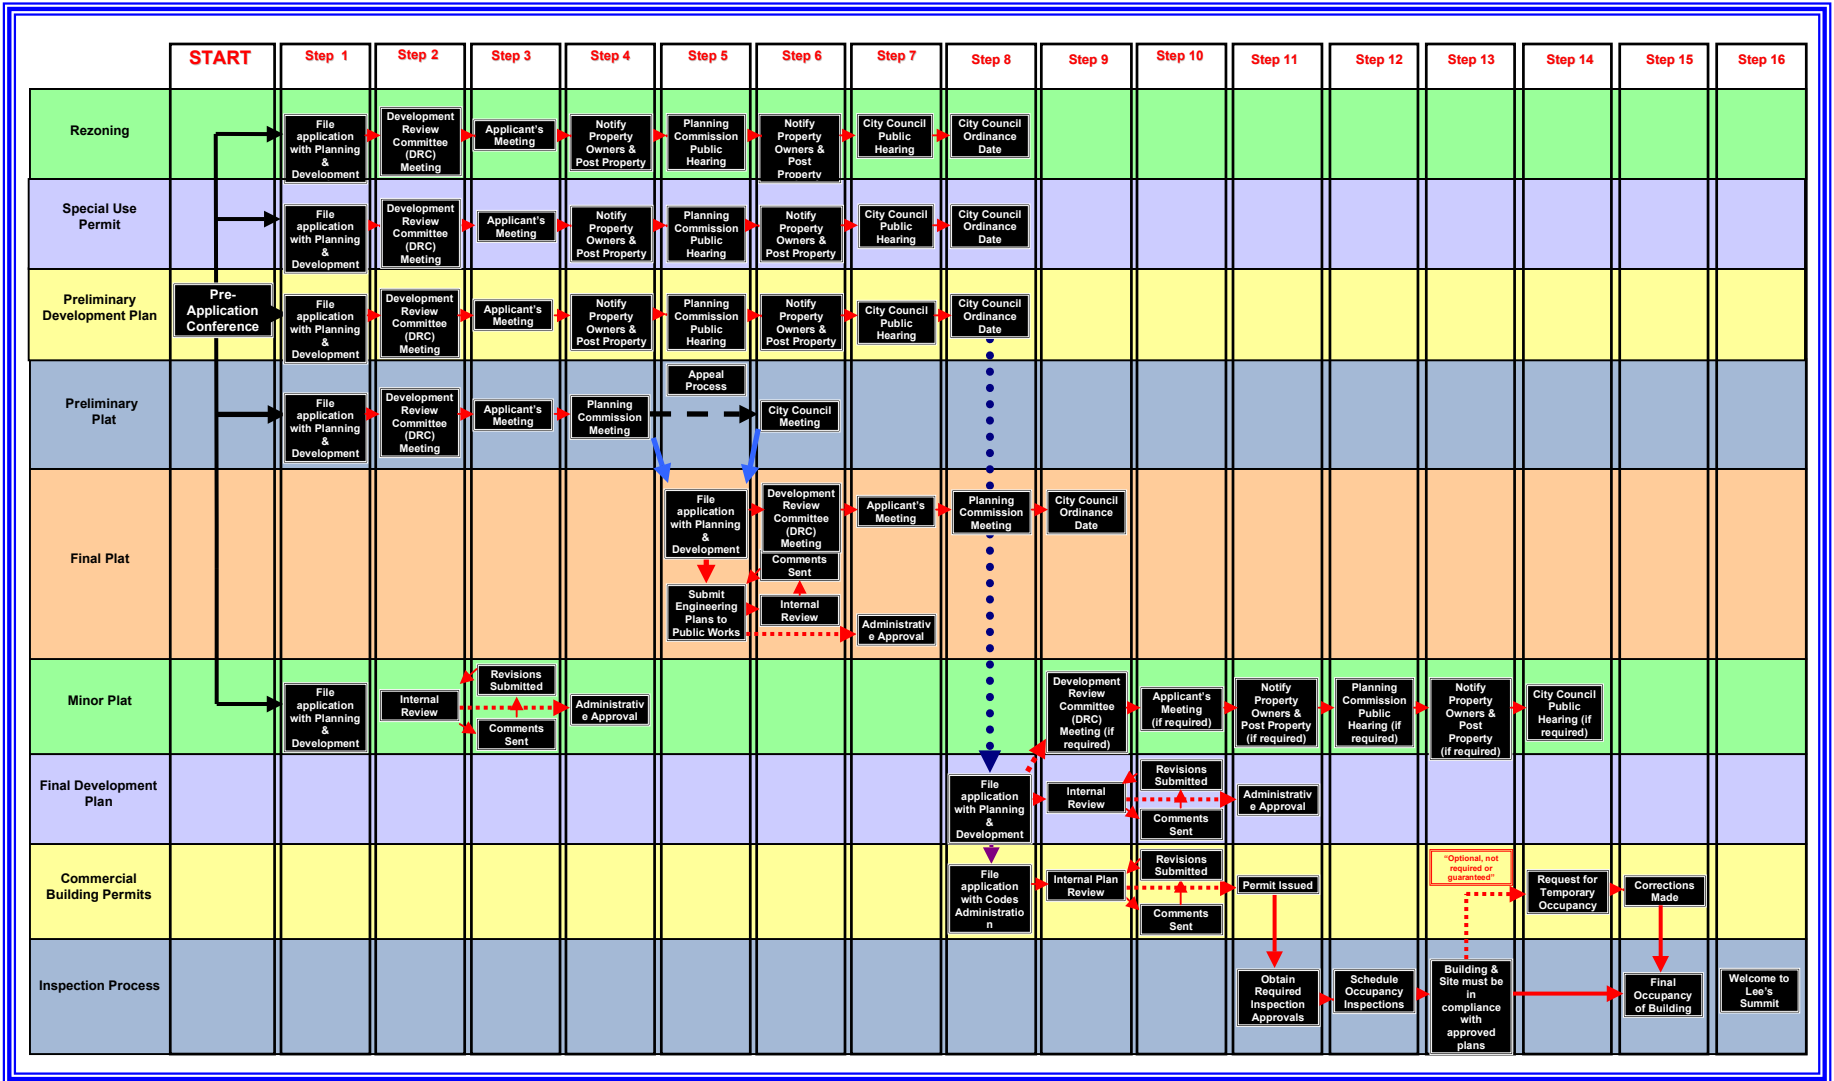 START
Step 1
Step 2
Step 3
Step 4
Step 5
Step 6
Step 7
Step 8
Step 9
Step 10
Step 11
Step 12
Step 13
Step 14
Step 15
Step 16
Rezoning
File
application
with Planning
&
Development
Development
Review
Committee
(DRC)
Meeting
Applicant's
Meeting
Notify
Property
Owners &
Post Property
Planning
Commission
Public
Hearing
Notify
Property
Owners &
Post
Property
City Council
Public
Hearing
City Council
Ordinance
Date
Special Use
Permit
File
application
with Planning
&
Development
Development
Review
Committee
(DRC)
Meeting
Applicant's
Meeting
Notify
Property
Owners &
Post Property
Planning
Commission
Public
Hearing
Notify
Property
Owners &
Post Property
City Council
Public
Hearing
City Council
Ordinance
Date
Preliminary
Development Plan
Pre-
Application
Conference
File
application
with Planning
&
Development
Development
Review
Committee
(DRC)
Meeting
Applicant's
Meeting
Notify
Property
Owners &
Post Property
Planning
Commission
Public
Hearing
Notify
Property
Owners &
Post Property
City Council
Public
Hearing
City Council
Ordinance
Date
Preliminary
Plat
File
application
with Planning
&
Development
Development
Review
Committee
(DRC)
Meeting
Applicant's
Meeting
Planning
Commission
Meeting
Appeal
Process
City Council
Meeting
Final Plat
File
application
with Planning
&
Development
Development
Review
Committee
(DRC)
Meeting
Applicant's
Meeting
Planning
Commission
Meeting
City Council
Ordinance
Date
Comments
Sent
Submit
Engineering
Plans to
Public Works
Internal
Review
Administrativ
e Approval
Minor Plat
File
application
with Planning
&
Development
Internal
Review
Revisions
Submitted
Comments
Sent
Administrativ
e Approval
Development
Review
Committee
(DRC)
Meeting (if
required)
Applicant's
Meeting
(if required)
Notify
Property
Owners &
Post Property
(if required)
Planning
Commission
Public
Hearing (if
required)
Notify
Property
Owners &
Post
Property
(if required)
City Council
Public
Hearing (if
required)
Final Development
Plan
File
application
with Planning
&
Development
Internal
Review
Revisions
Submitted
Comments
Sent
Administrativ
e Approval
Commercial
Building Permits
File
application
with Codes
Administratio
n
Internal Plan
Review
Revisions
Submitted
Comments
Sent
Permit Issued
"Optional, not
required or
guaranteed"
Request for
Temporary
Occupancy
Corrections
Made
Inspection Process
Obtain
Required
Inspection
Approvals
Schedule
Occupancy
Inspections
Building &
Site must be
in
compliance
with
approved
plans
Final
Occupancy
of Building
Welcome to
Lee's
Summit